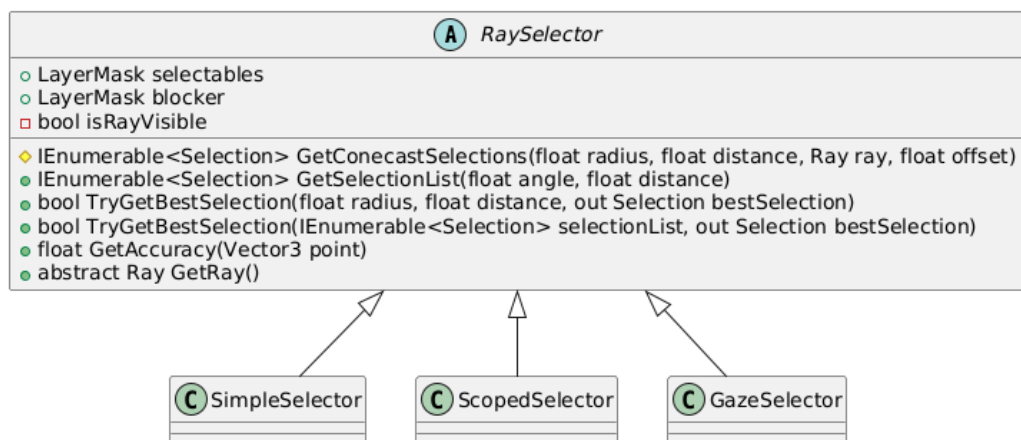 A RaySelector
LayerMask selectables
LayerMask blocker
bool isRayVisible
IEnumerable<Selection> GetConecastSelections(float radius, float distance, Ray ray, float offset)
IEnumerable<Selection> GetSelectionList(float angle, float distance)
bool TryGetBestSelection(float radius, float distance, out Selection bestSelection)
bool TryGetBestSelection(IEnumerable<Selection> selectionList, out Selection bestSelection)
float GetAccuracy(Vector3 point)
abstract Ray GetRay()
C SimpleSelector
C ScopedSelector
C GazeSelector